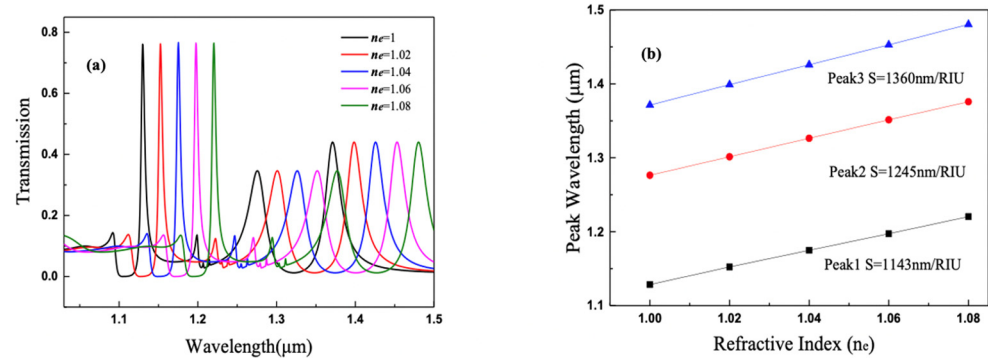 0.8
0.6
0.4
0.2
0.0
Transmission
(a)
ne=1
ne=1.02
ne=1.04
ne=1.06
ne=1.08
1.1 1.2 1.3 1.4 1.5
Wavelength(μm)
1.5
1.4
1.3
1.2
1.1
Peak Wavelength (μm)
(b)
Peak3 S=1360nm/RIU
Peak2 S=1245nm/RIU
Peak1 S=1143nm/RIU
1.00 1.02 1.04 1.06 1.08
Refractive Index (ne)